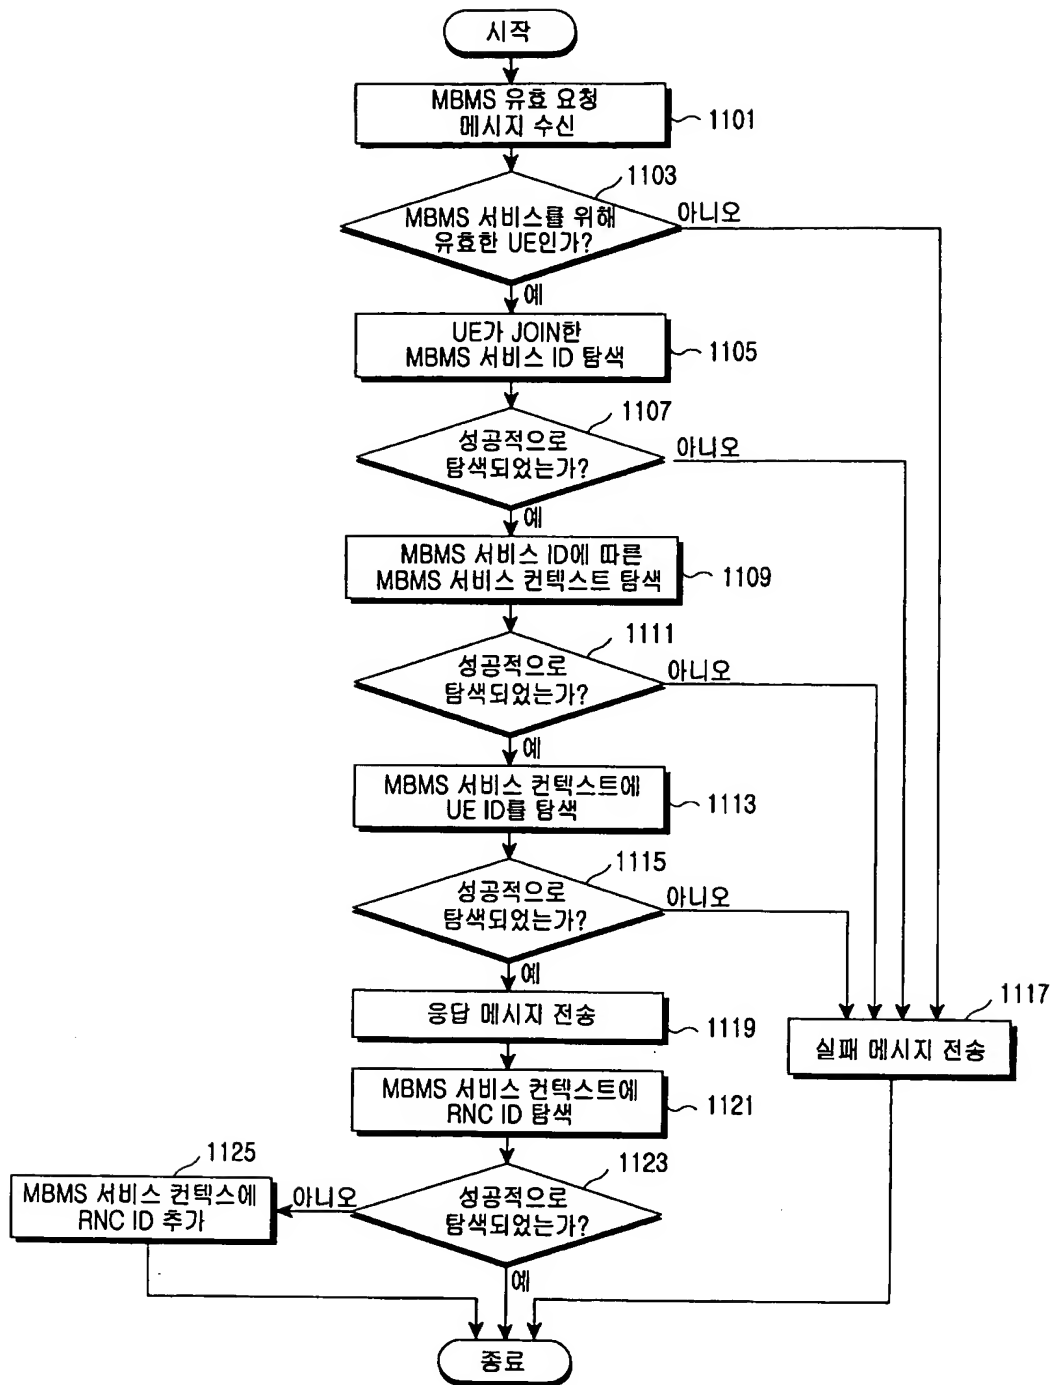 시작
MBMS 유효 요청
메시지 수신
1101
1103
MBMS 서비스를 위해
유효한 UE인가?
아니오
예
UE가 JOIN한
MBMS 서비스 ID 탐색
1105
1107
성공적으로
탐색되었는가?
아니오
예
MBMS 서비스 ID에 따른
MBMS 서비스 컨텍스트 탐색
1109
1111
성공적으로
탐색되었는가?
아니오
예
MBMS 서비스 컨텍스트에
UE ID를 탐색
1113
1115
성공적으로
탐색되었는가?
아니오
예
응답 메시지 전송
1119
1117
실패 메시지 전송
MBMS 서비스 컨텍스트에
RNC ID 탐색
1121
1125
MBMS 서비스 컨텍스에
RNC ID 추가
아니오
1123
성공적으로
탐색되었는가?
예
종료